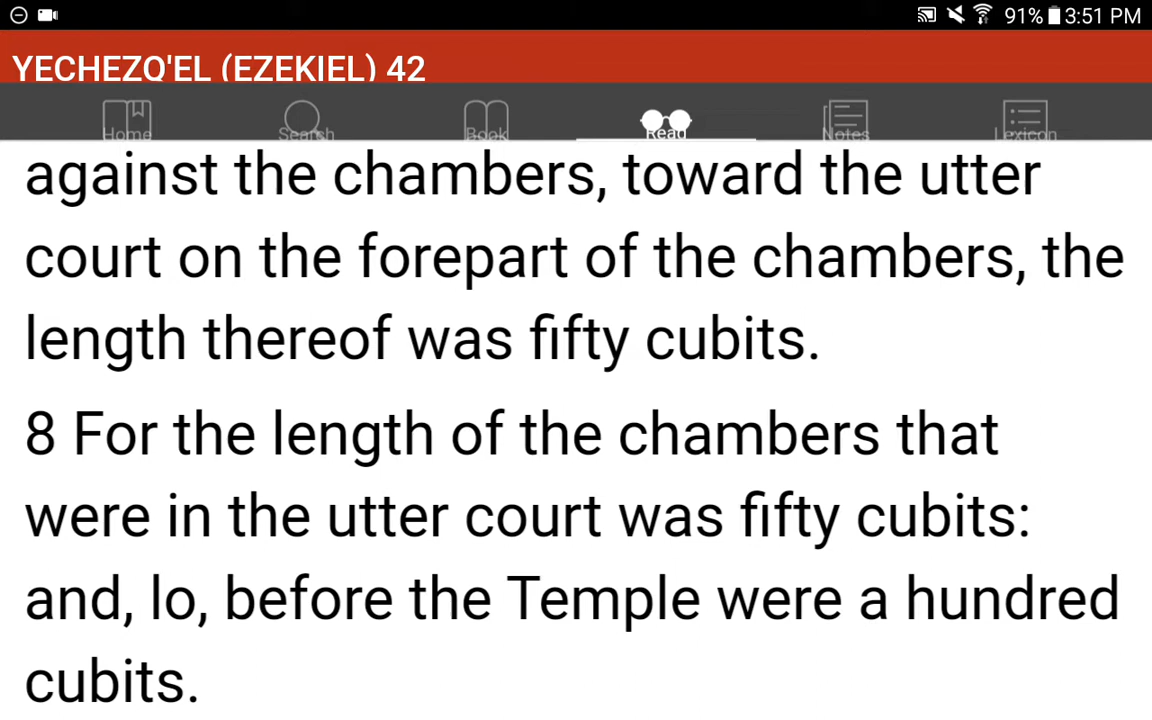 91% 3:51 PM
YECHEZQ'EL (EZEKIEL) 42
Home Search Book Read Notes Lexicon
against the chambers, toward the utter
court on the forepart of the chambers, the
length thereof was fifty cubits.
8 For the length of the chambers that
were in the utter court was fifty cubits:
and, lo, before the Temple were a hundred
cubits.